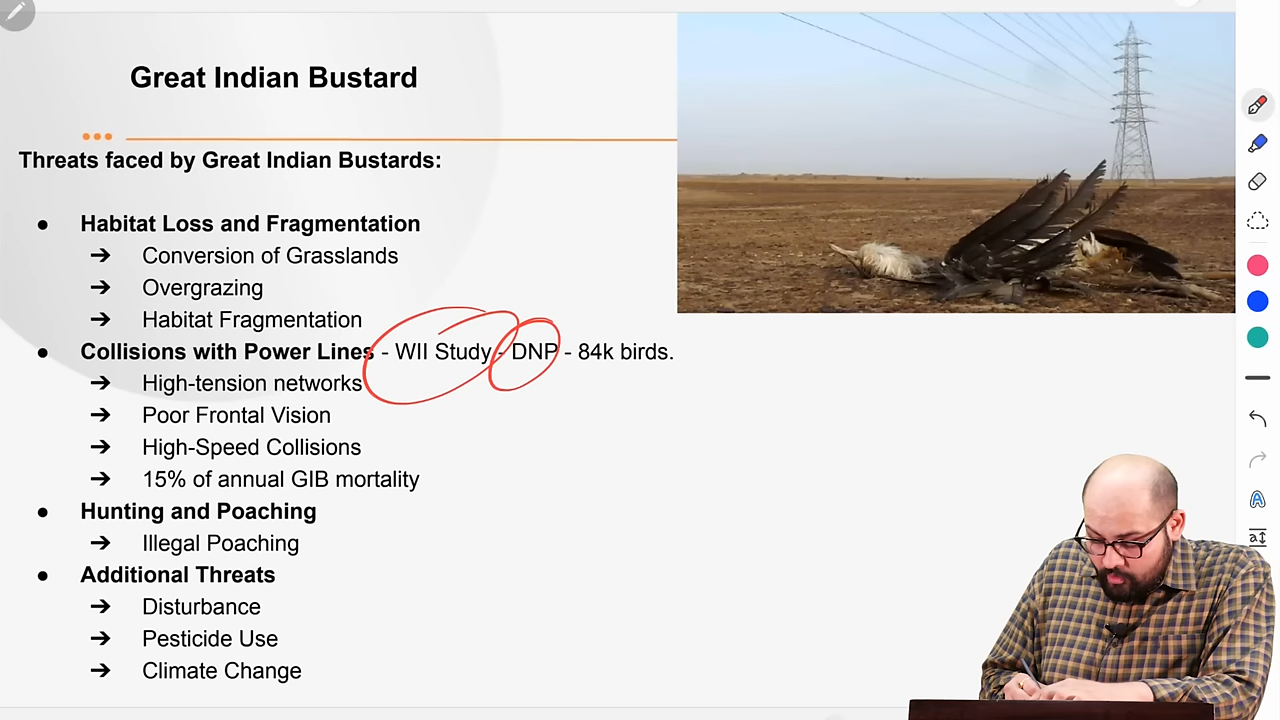 Great Indian Bustard
Threats faced by Great Indian Bustards:
● Habitat Loss and Fragmentation
➔ Conversion of Grasslands
➔ Overgrazing
➔ Habitat Fragmentation
● Collisions with Power Lines - WII Study - DNP - 84k birds.
➔ High-tension networks
➔ Poor Frontal Vision
➔ High-Speed Collisions
➔ 15% of annual GIB mortality
● Hunting and Poaching
➔ Illegal Poaching
● Additional Threats
➔ Disturbance
➔ Pesticide Use
➔ Climate Change